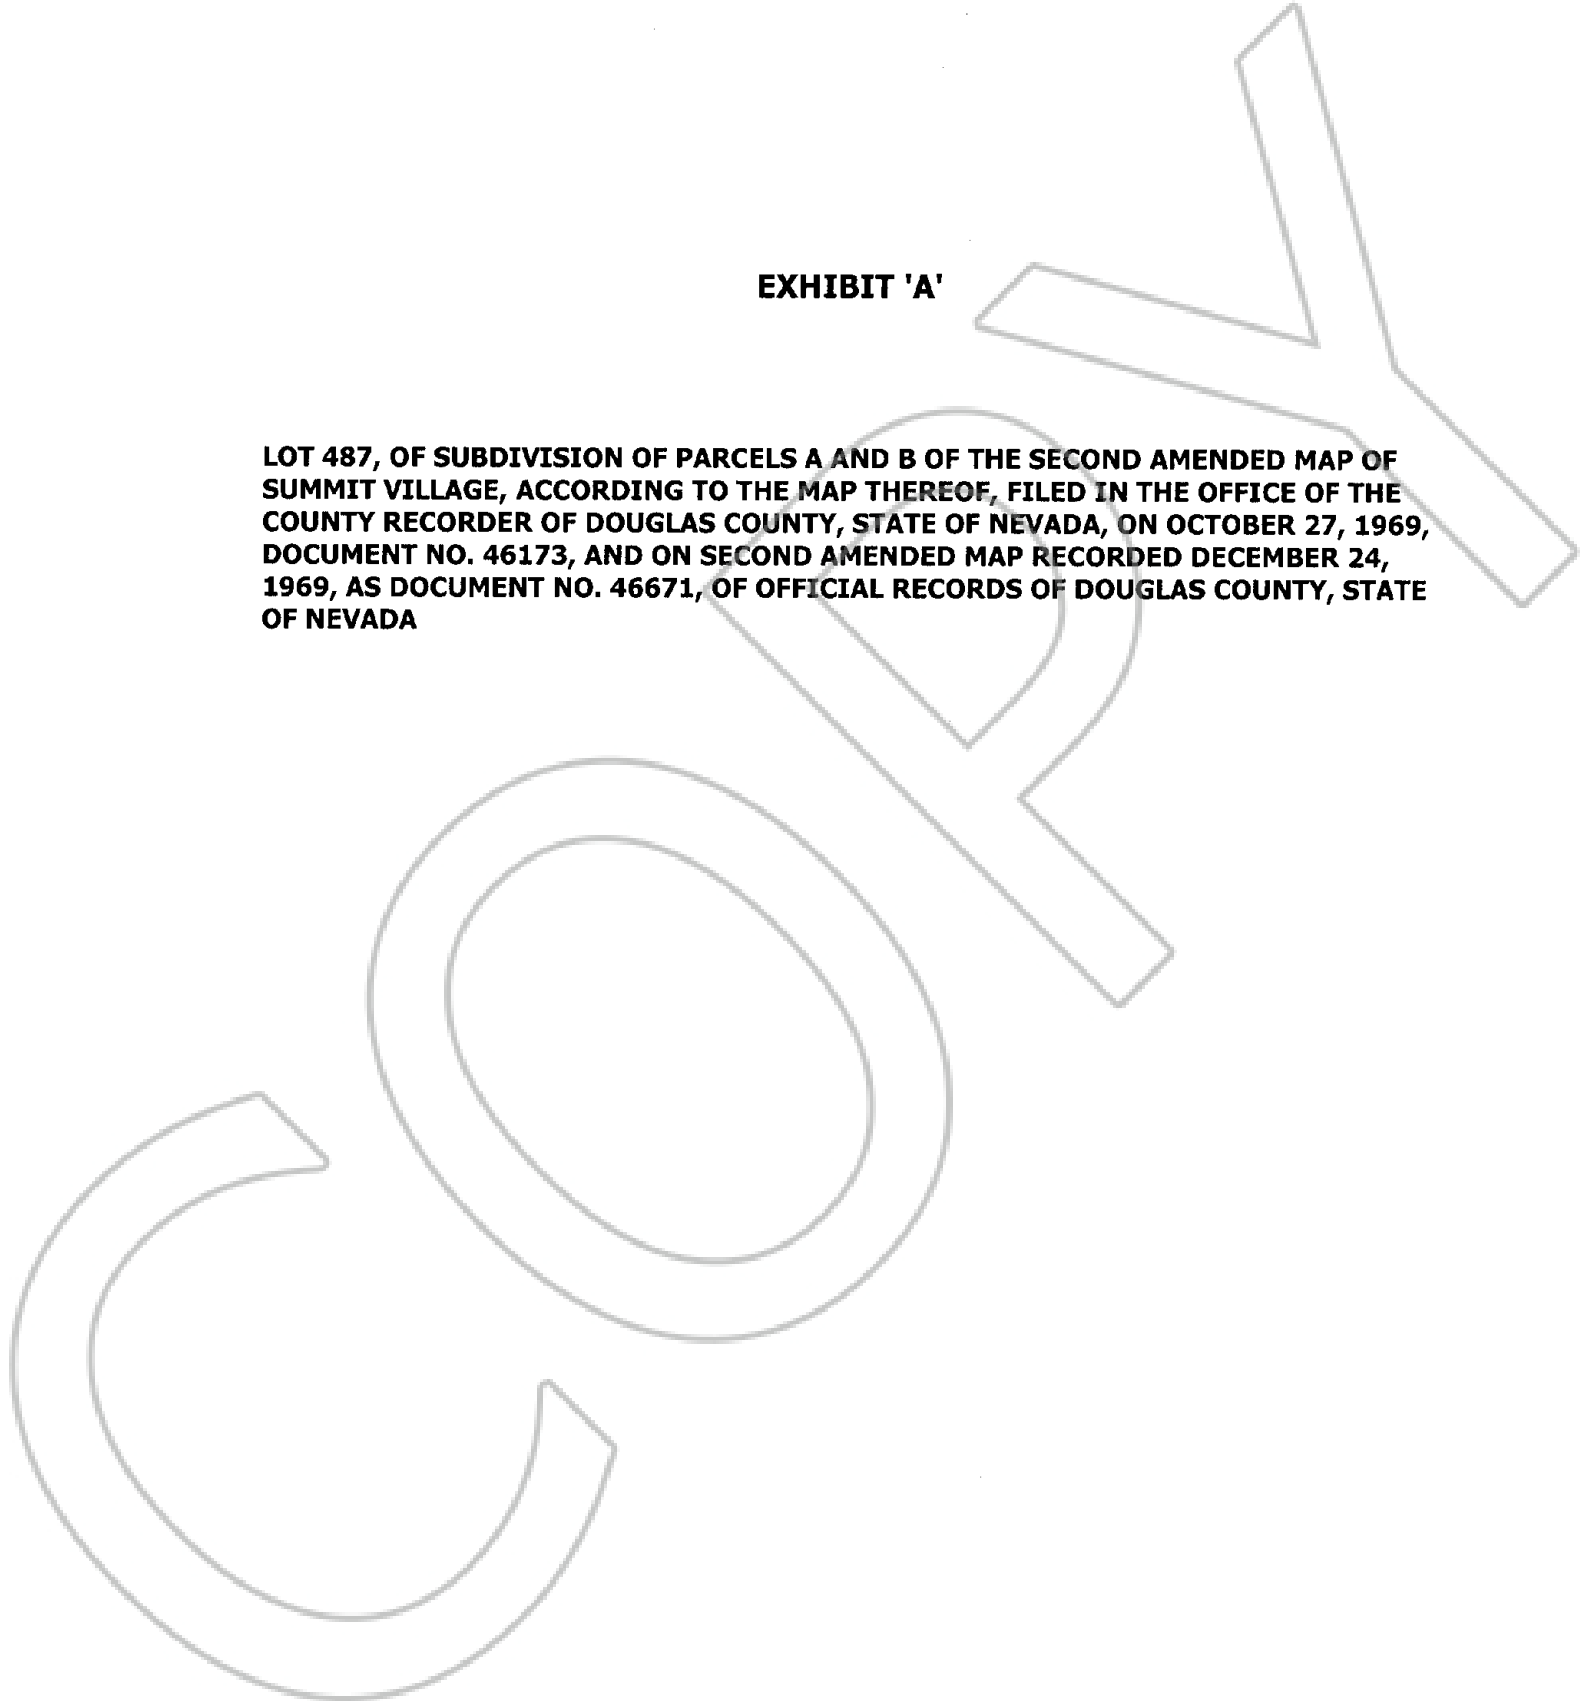 EXHIBIT 'A'
LOT 487, OF SUBDIVISION OF PARCELS A AND B OF THE SECOND AMENDED MAP OF
SUMMIT VILLAGE, ACCORDING TO THE MAP THEREOF, FILED IN THE OFFICE OF THE
COUNTY RECORDER OF DOUGLAS COUNTY, STATE OF NEVADA, ON OCTOBER 27, 1969,
DOCUMENT NO. 46173, AND ON SECOND AMENDED MAP RECORDED DECEMBER 24,
1969, AS DOCUMENT NO. 46671, OF OFFICIAL RECORDS OF DOUGLAS COUNTY, STATE
OF NEVADA
COPY